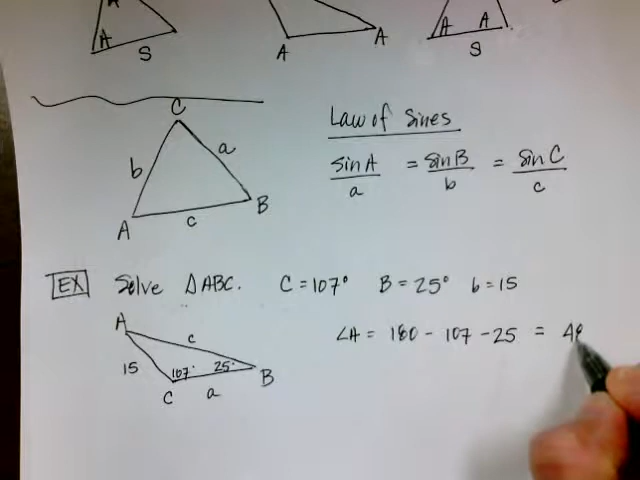 A
A
S
A
A
A
A
S
C
b
a
A
c
B
Law of Sines
sin A
a
= sin B
b
= sin C
c
EX Solve △ABC. C = 107° B = 25° b = 15
A
c
15
107° 25°
B
C
a
∠A = 180 - 107 - 25 = 48